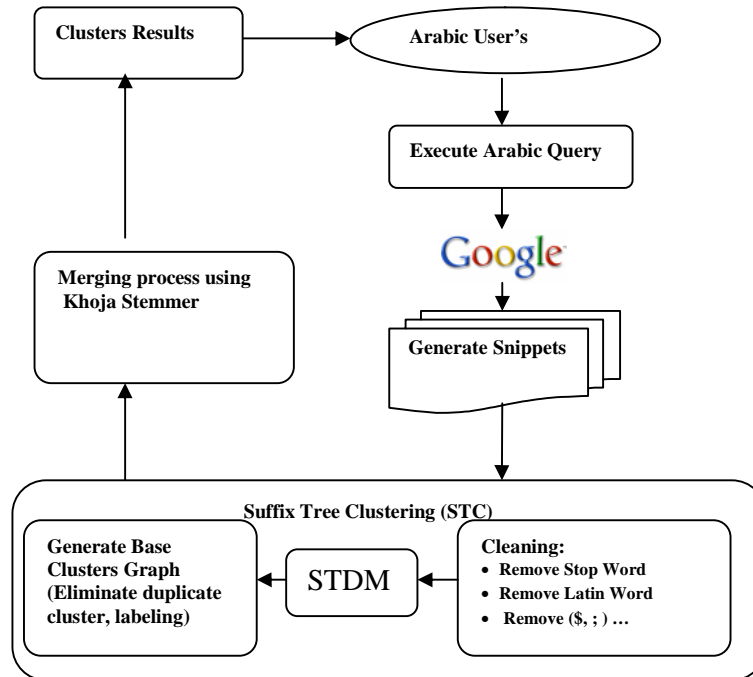 Clusters Results
Arabic User's
Execute Arabic Query
Google™
Generate Snippets
Merging process using
Khoja Stemmer
Suffix Tree Clustering (STC)
Generate Base
Clusters Graph
(Eliminate duplicate
cluster, labeling)
STDM
Cleaning:
• Remove Stop Word
• Remove Latin Word
• Remove ($, ; ) ...